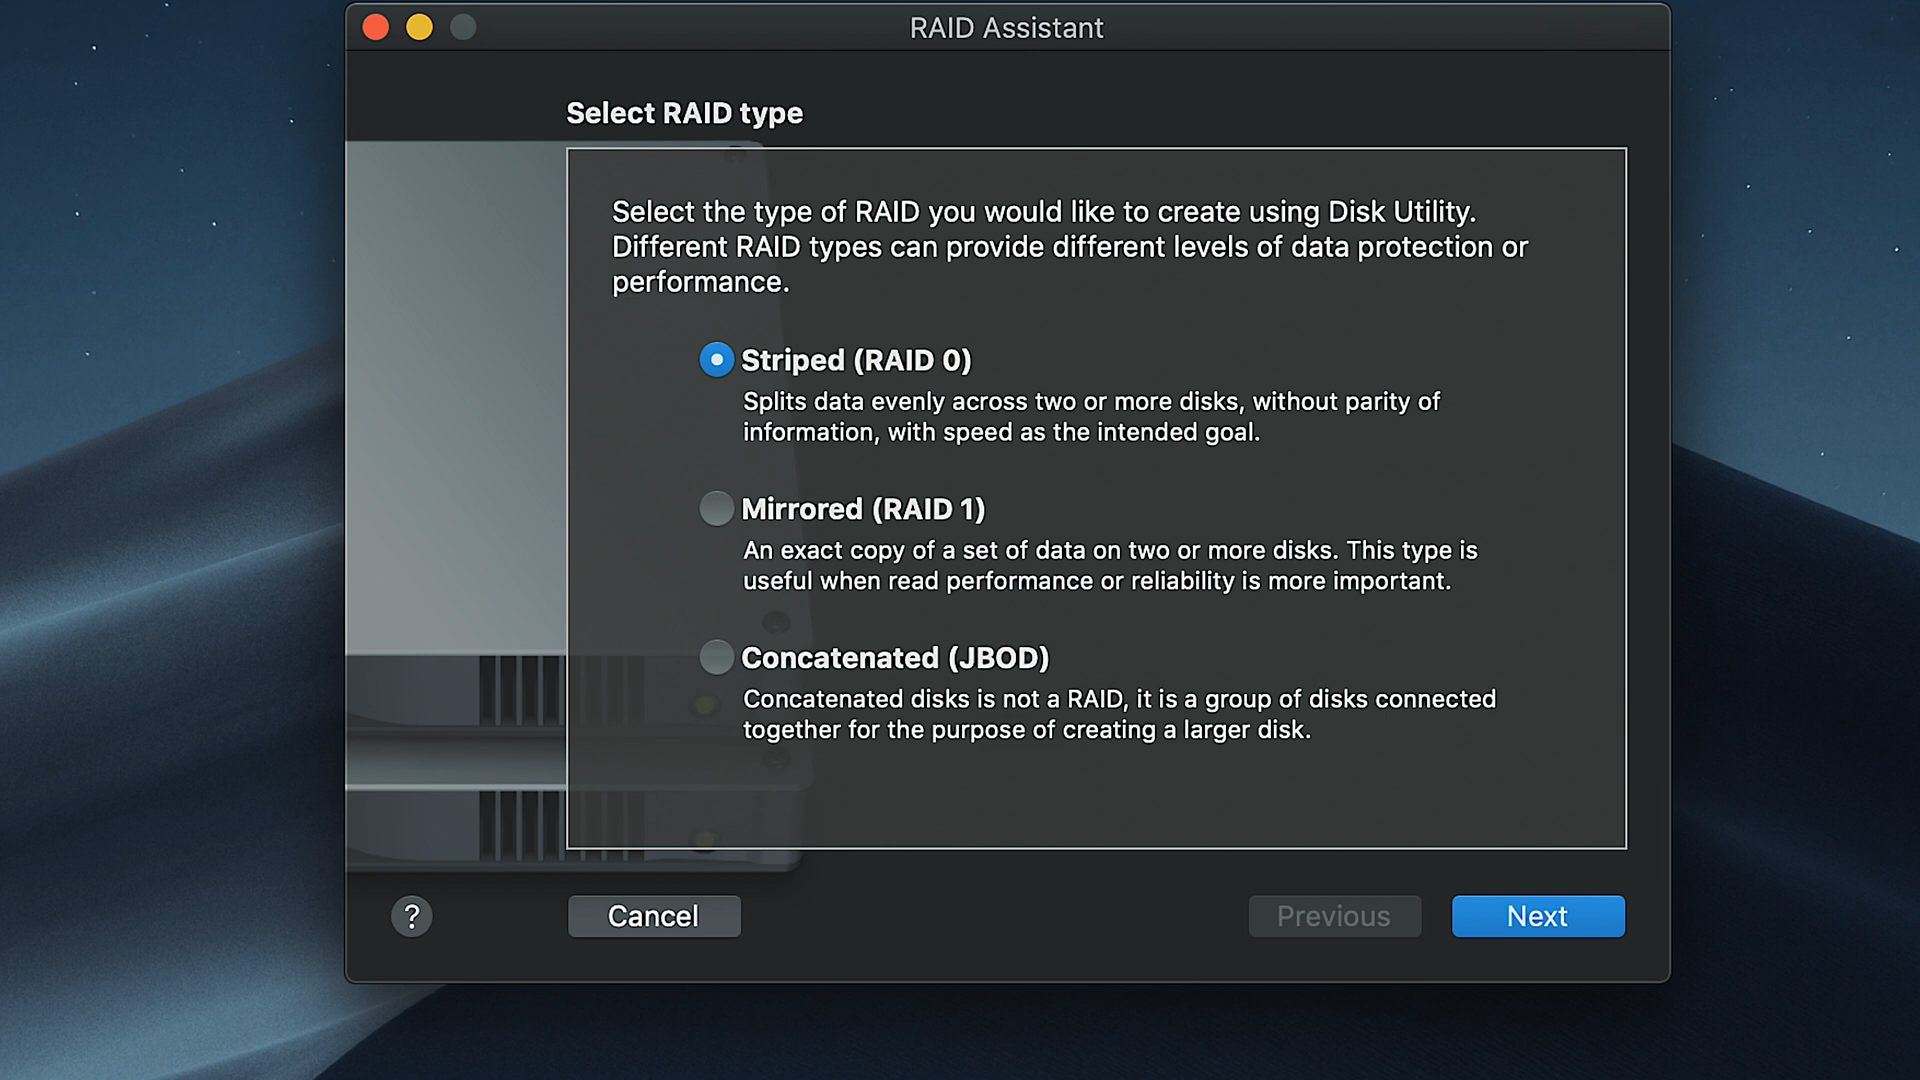 RAID Assistant
Select RAID type
Select the type of RAID you would like to create using Disk Utility.
Different RAID types can provide different levels of data protection or
performance.
Striped (RAID 0)
Splits data evenly across two or more disks, without parity of
information, with speed as the intended goal.
Mirrored (RAID 1)
An exact copy of a set of data on two or more disks. This type is
useful when read performance or reliability is more important.
Concatenated (JBOD)
Concatenated disks is not a RAID, it is a group of disks connected
together for the purpose of creating a larger disk.
?
Cancel
Previous
Next